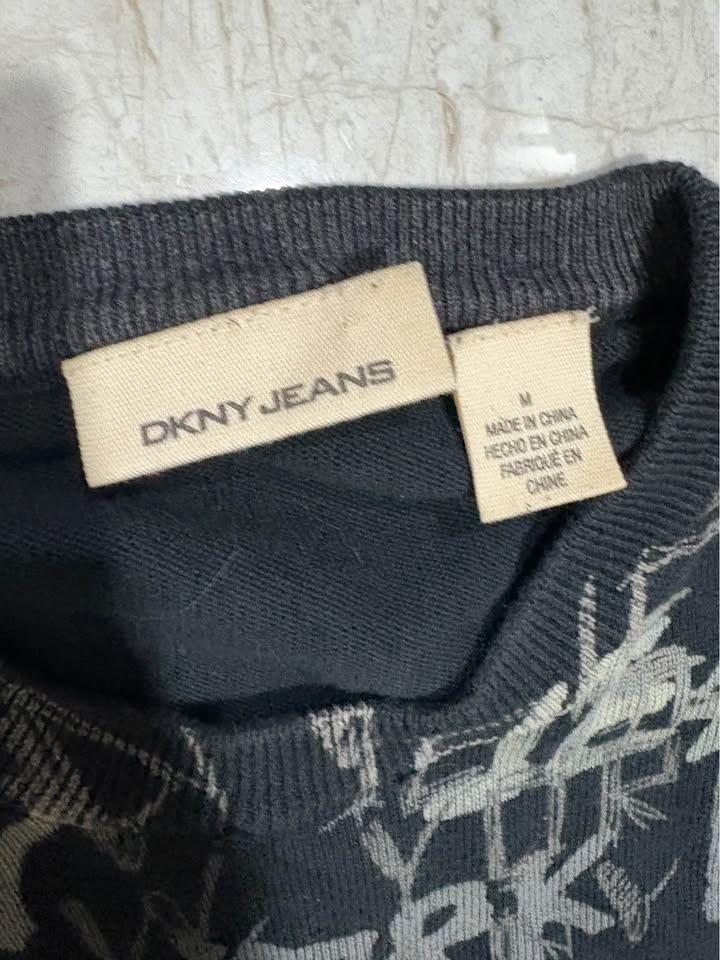 DKNY JEANS
M
MADE IN CHINA
HECHO EN CHINA
FABRIQUÉ EN
CHINE